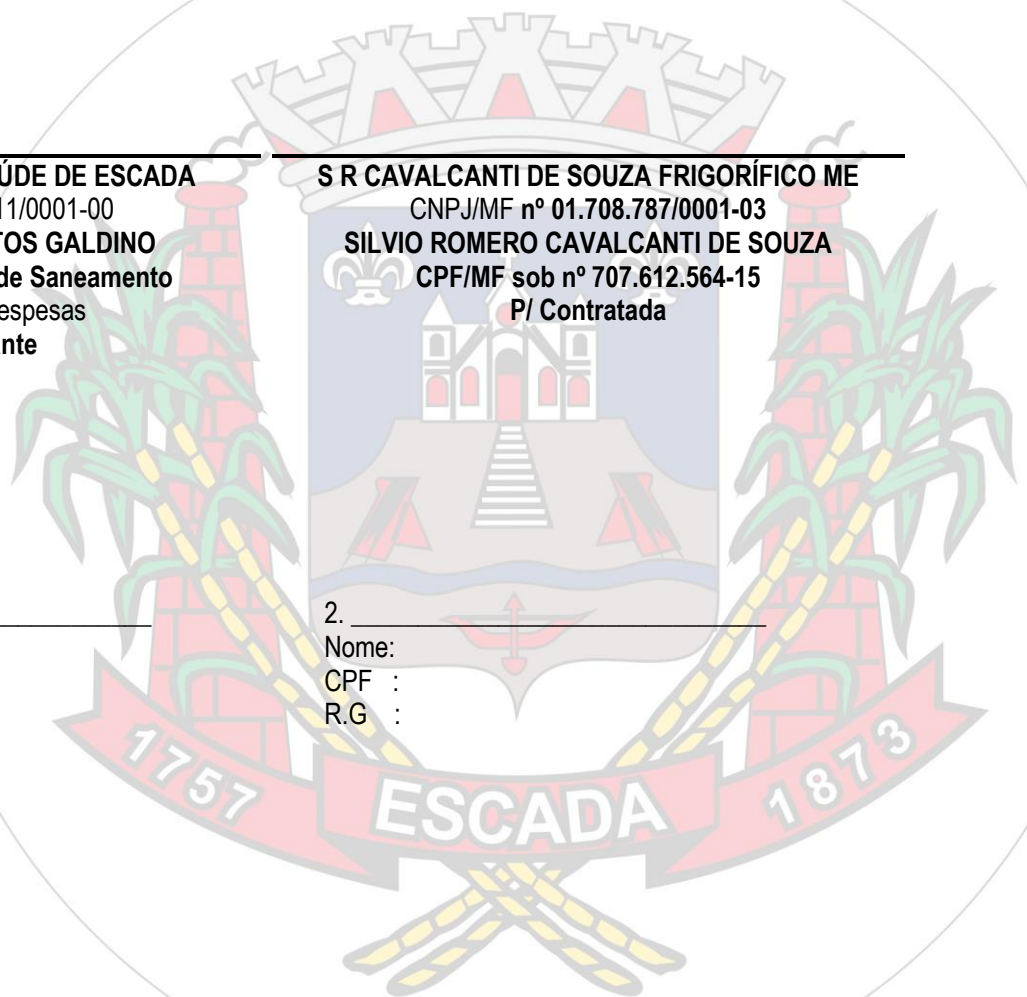 ÚDE DE ESCADA
11/0001-00
TOS GALDINO
de Saneamento
espesas
nte
S R CAVALCANTI DE SOUZA FRIGORÍFICO ME
CNPJ/MF nº 01.708.787/0001-03
SILVIO ROMERO CAVALCANTI DE SOUZA
CPF/MF sob nº 707.612.564-15
P/ Contratada
2. ________________________________
Nome:
CPF :
R.G :
1757 ESCADA 1873